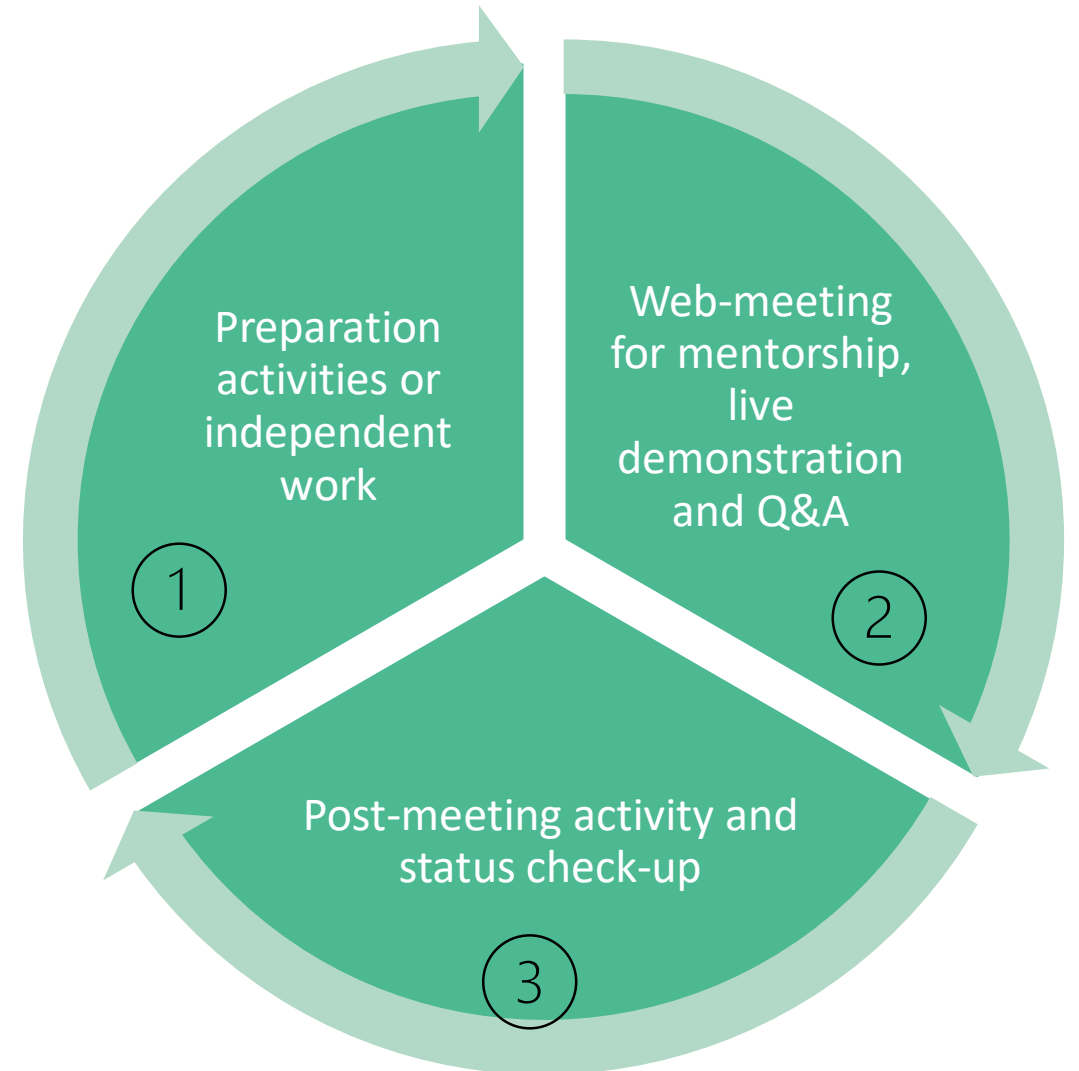 Preparation
activities or
independent
work
1
Web-meeting
for mentorship,
live
demonstration
and Q&A
2
Post-meeting activity and
status check-up
3